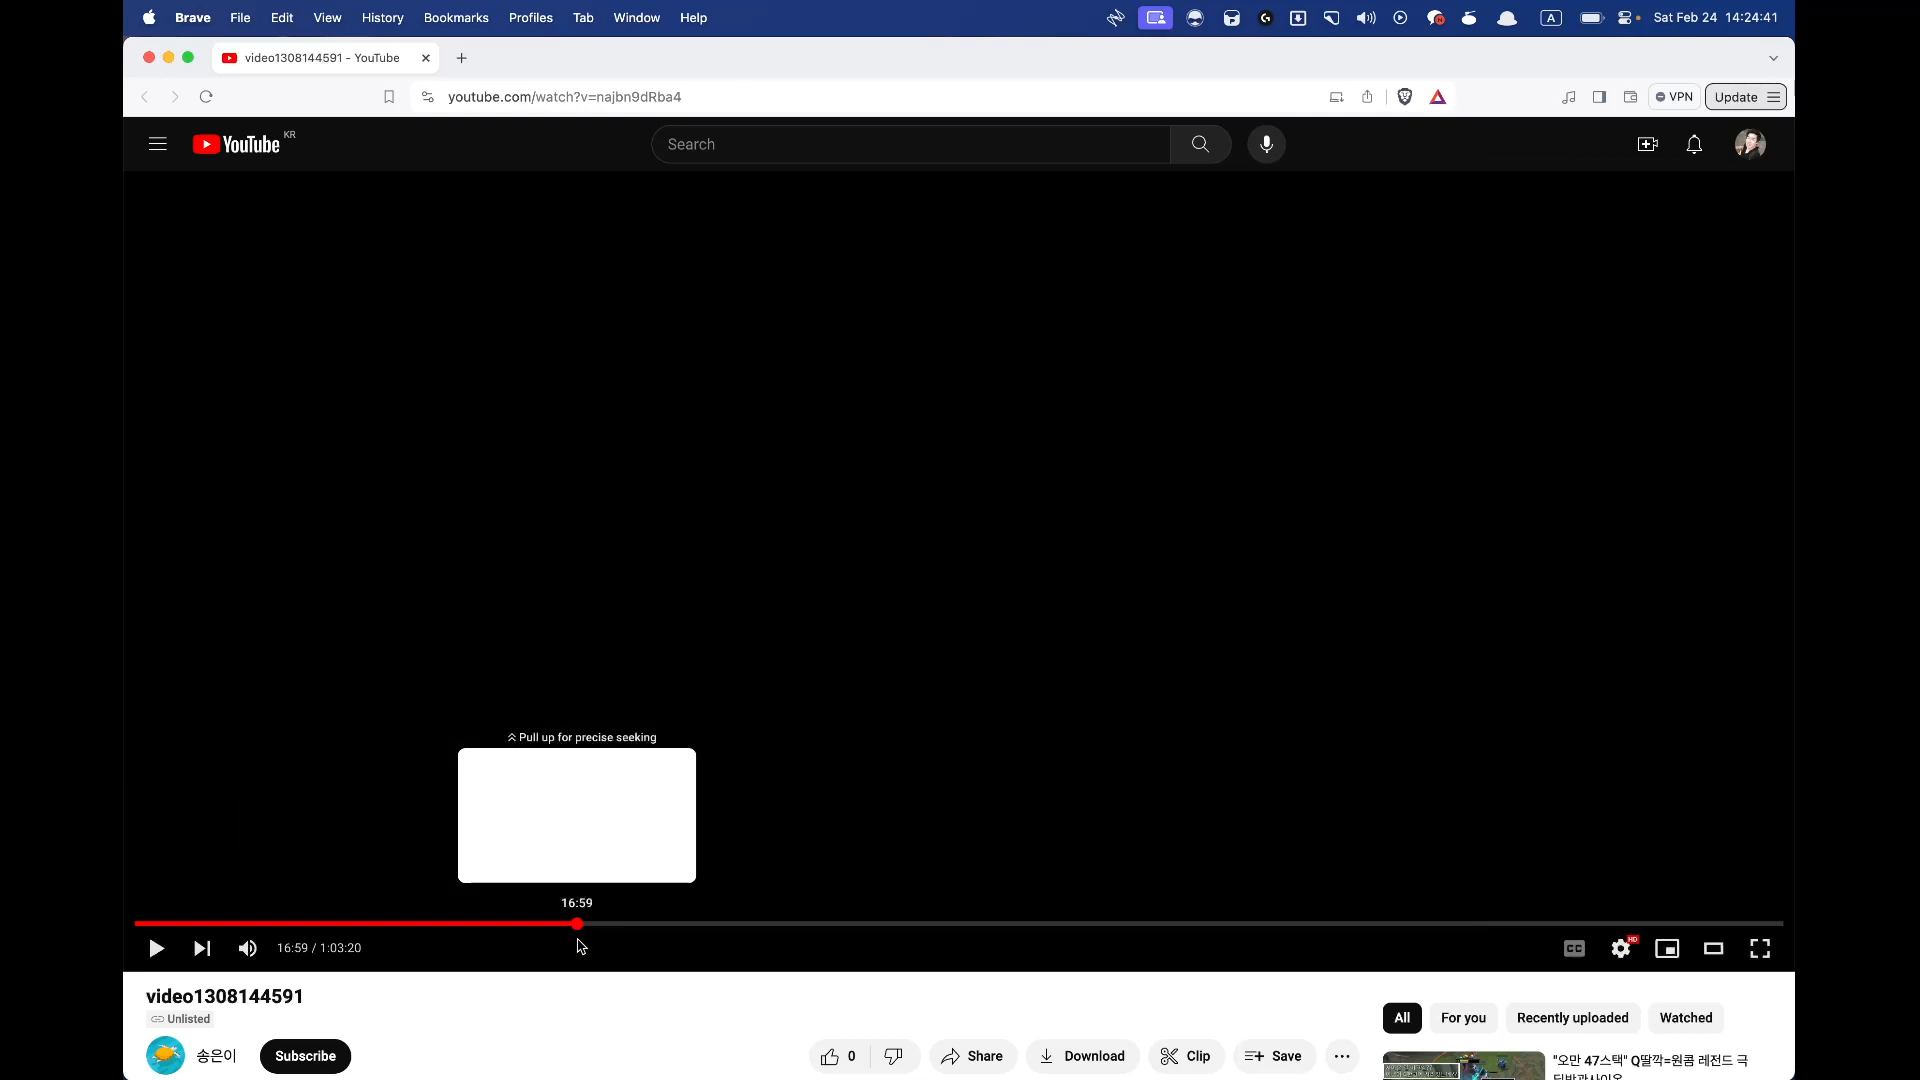 Brave File Edit View History Bookmarks Profiles Tab Window Help A Sat Feb 24 14:24:41
video1308144591 - YouTube
youtube.com/watch?v=najbn9dRba4 VPN Update
YouTube KR Search
Pull up for precise seeking
16:59
16:59 / 1:03:20 CC HD
video1308144591
Unlisted
All For you Recently uploaded Watched
송은이 Subscribe 0 Share Download Clip Save
"오만 47스택" Q딸깍=원콤 레전드 극